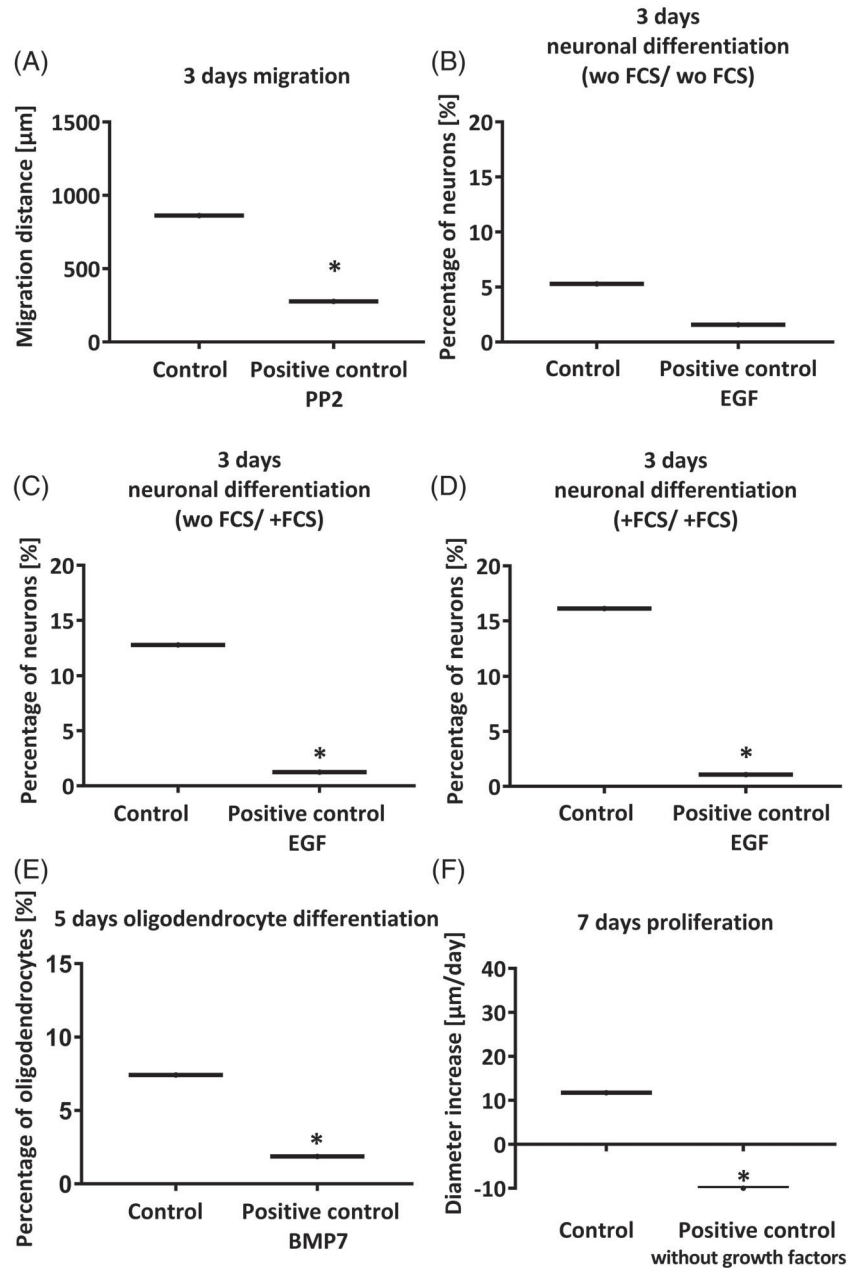 (A)
3 days migration
Migration distance [µm]
1500
1000
500
0
*
Control
Positive control
PP2
(B)
3 days
neuronal differentiation
(wo FCS/ wo FCS)
Percentage of neurons [%]
20
15
10
5
0
Control
Positive control
EGF
(C)
3 days
neuronal differentiation
(wo FCS/ +FCS)
Percentage of neurons [%]
20
15
10
5
0
*
Control
Positive control
EGF
(D)
3 days
neuronal differentiation
(+FCS/ +FCS)
Percentage of neurons [%]
20
15
10
5
0
*
Control
Positive control
EGF
(E)
5 days oligodendrocyte differentiation
Percentage of oligodendrocytes [%]
15
10
5
0
*
Control
Positive control
BMP7
(F)
7 days proliferation
Diameter increase [µm/day]
40
30
20
10
0
-10
*
Control
Positive control
without growth factors